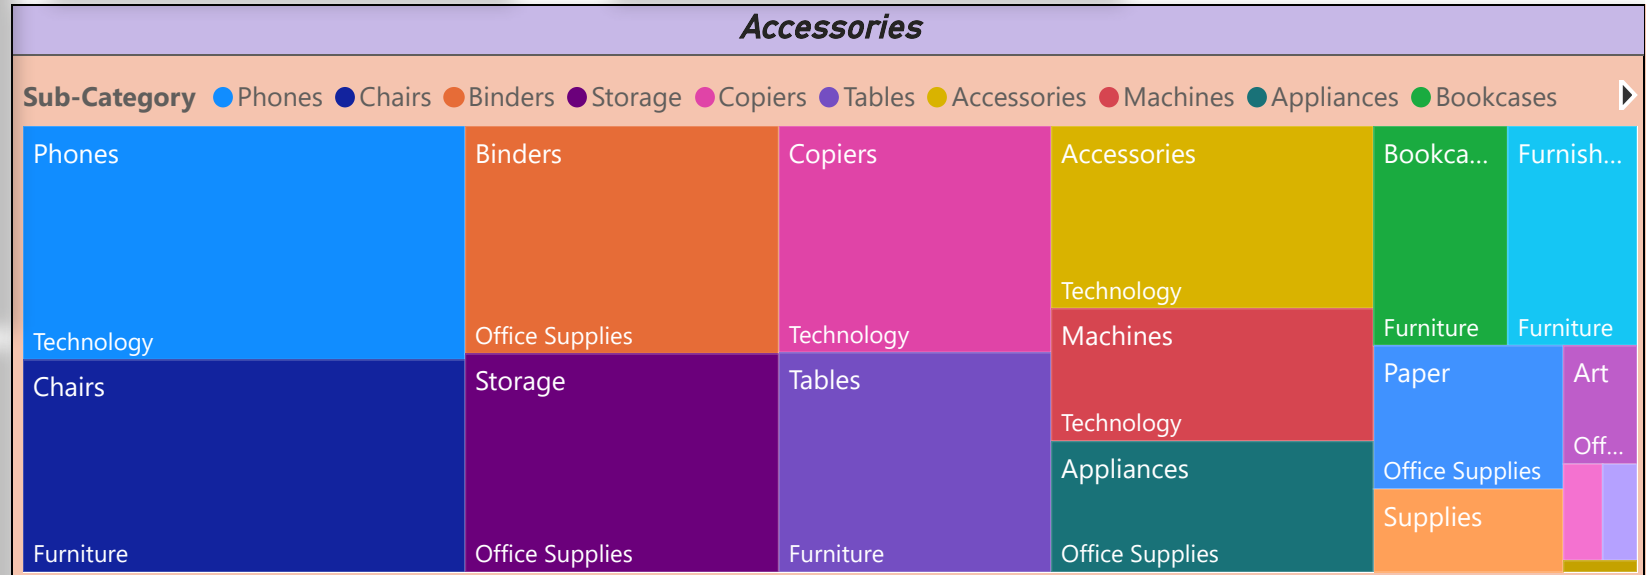 Accessories
Sub-Category Phones Chairs Binders Storage Copiers Tables Accessories Machines Appliances Bookcases
Phones
Technology
Chairs
Furniture
Binders
Office Supplies
Storage
Office Supplies
Copiers
Technology
Tables
Furniture
Accessories
Technology
Machines
Technology
Appliances
Office Supplies
Bookca...
Furniture
Furnish...
Furniture
Paper
Office Supplies
Art
Off...
Supplies